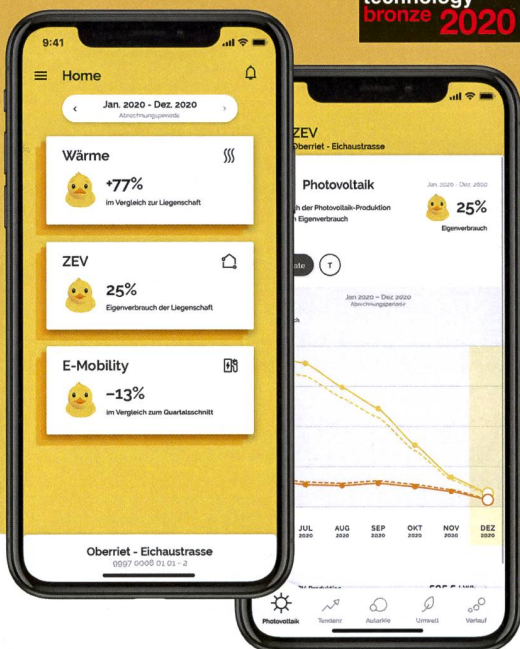 technology
bronze 2020
9:41
Home
Jan. 2020 - Dez. 2020
Abrechnungsperiode
Wärme
+77%
im Vergleich zur Liegenschaft
ZEV
25%
Eigenverbrauch der Liegenschaft
E-Mobility
–13%
im Vergleich zum Quartalsschnitt
Oberriet - Eichaustrasse
9997 0008 01 01 - 2
ZEV
Oberriet - Eichaustrasse
Photovoltaik
Jan. 2020 - Dez. 2020
25%
Eigenverbrauch
gh der Photovoltaik-Produktion
n Eigenverbrauch
T
Jan 2020 – Dez 2020
Abrechnungsperiode
JUL AUG SEP OKT NOV DEZ
2020 2020 2020 2020 2020 2020
Photovoltaik Tendenz Autarkie Umwelt Verlauf